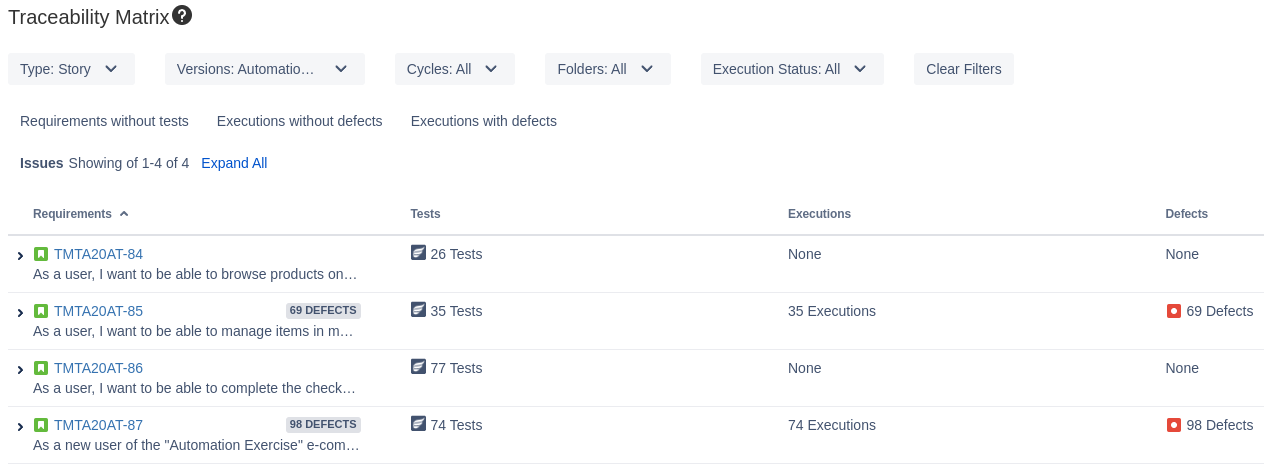 Traceability Matrix ?
Type: Story
Versions: Automatio…
Cycles: All
Folders: All
Execution Status: All
Clear Filters
Requirements without tests
Executions without defects
Executions with defects
Issues Showing of 1-4 of 4 Expand All
Requirements Tests Executions Defects
TMTA20AT-84 26 Tests None None
As a user, I want to be able to browse products on…
TMTA20AT-85 69 DEFECTS 35 Tests 35 Executions 69 Defects
As a user, I want to be able to manage items in m…
TMTA20AT-86 77 Tests None None
As a user, I want to be able to complete the check…
TMTA20AT-87 98 DEFECTS 74 Tests 74 Executions 98 Defects
As a new user of the "Automation Exercise" e-com…